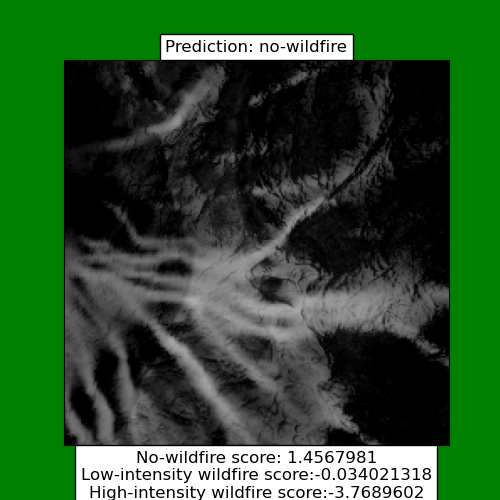 Prediction: no-wildfire
No-wildfire score: 1.4567981
Low-intensity wildfire score:-0.034021318
High-intensity wildfire score:-3.7689602